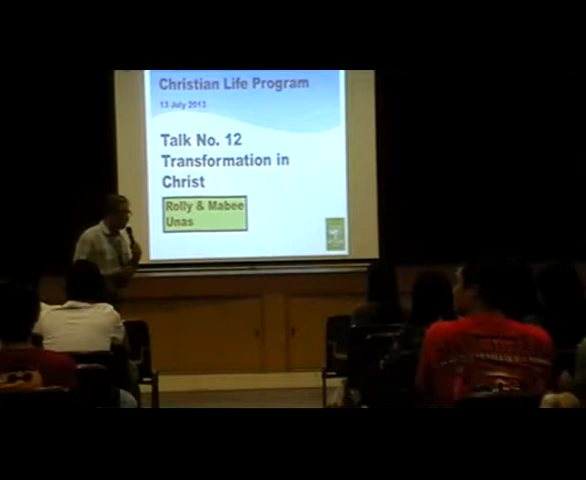 Christian Life Program
13 July 2013
Talk No. 12
Transformation in
Christ
Rolly & Mabee
Unas